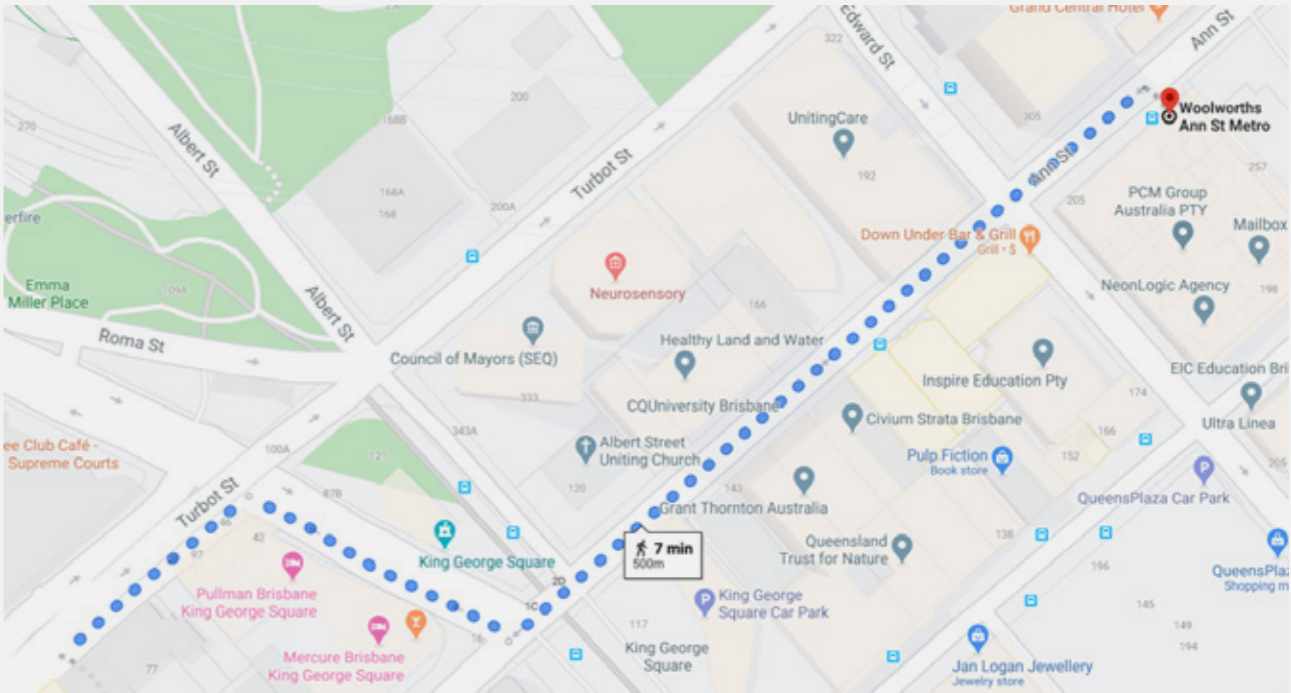 Grand Central Hotel
Ann St
Edward St
322
230
270
Albert St
168B
200
UnitingCare
305
Woolworths
Ann St Metro
257
Turbot St
192
Ann St
168A
168
200A
205
PCM Group
Australia PTY
Mailbox
erfire
Down Under Bar & Grill
Grill • $
Emma
Miller Place
109A
Albert St
Neurosensory
166
NeonLogic Agency
198
Roma St
Council of Mayors (SEQ)
Healthy Land and Water
Inspire Education Pty
EIC Education Bri
333
CQUniversity Brisbane
174
Civium Strata Brisbane
Ultra Linea
343A
166
ee Club Café -
Supreme Courts
100A
121
Albert Street
Uniting Church
Pulp Fiction
Book store
152
205
120
143
QueensPlaza Car Park
Turbot St
87B
Grant Thornton Australia
46
42
97
138
7 min
500m
King George Square
Queensland
Trust for Nature
196
QueensPlaz
Shopping m
Pullman Brisbane
King George Square
2D
1C
King George
Square Car Park
145
117
16
149
194
77
Mercure Brisbane
King George Square
King George
Square
Jan Logan Jewellery
Jewelry store